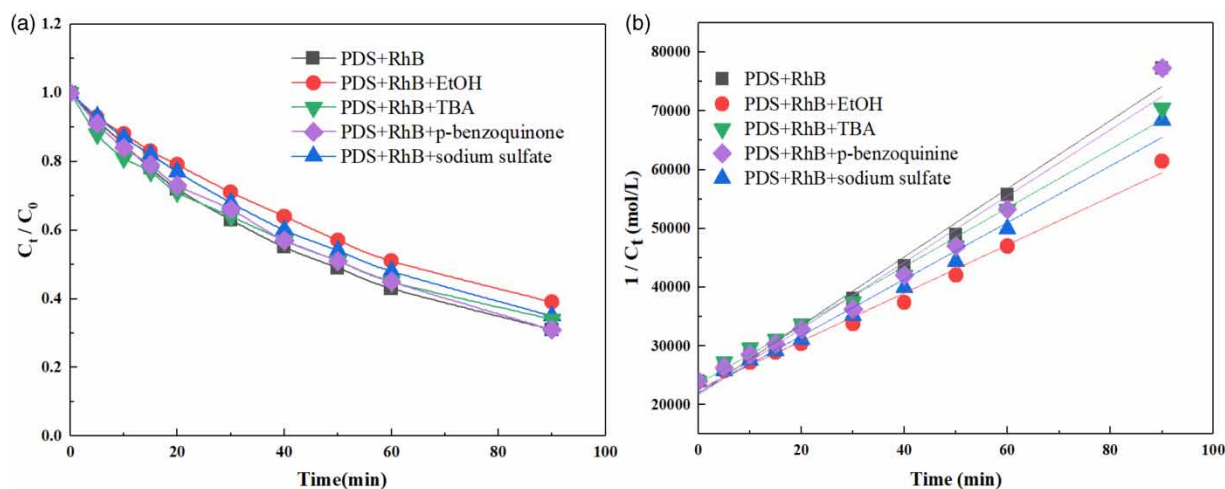 (a)
1.2
1.0
0.8
0.6
0.4
0.2
0.0
Ct / C0
0
20
40
60
80
100
Time(min)
PDS+RhB
PDS+RhB+EtOH
PDS+RhB+TBA
PDS+RhB+p-benzoquinone
PDS+RhB+sodium sulfate
(b)
80000
70000
60000
50000
40000
30000
20000
1 / Ct (mol/L)
0
20
40
60
80
100
Time (min)
PDS+RhB
PDS+RhB+EtOH
PDS+RhB+TBA
PDS+RhB+p-benzoquinine
PDS+RhB+sodium sulfate